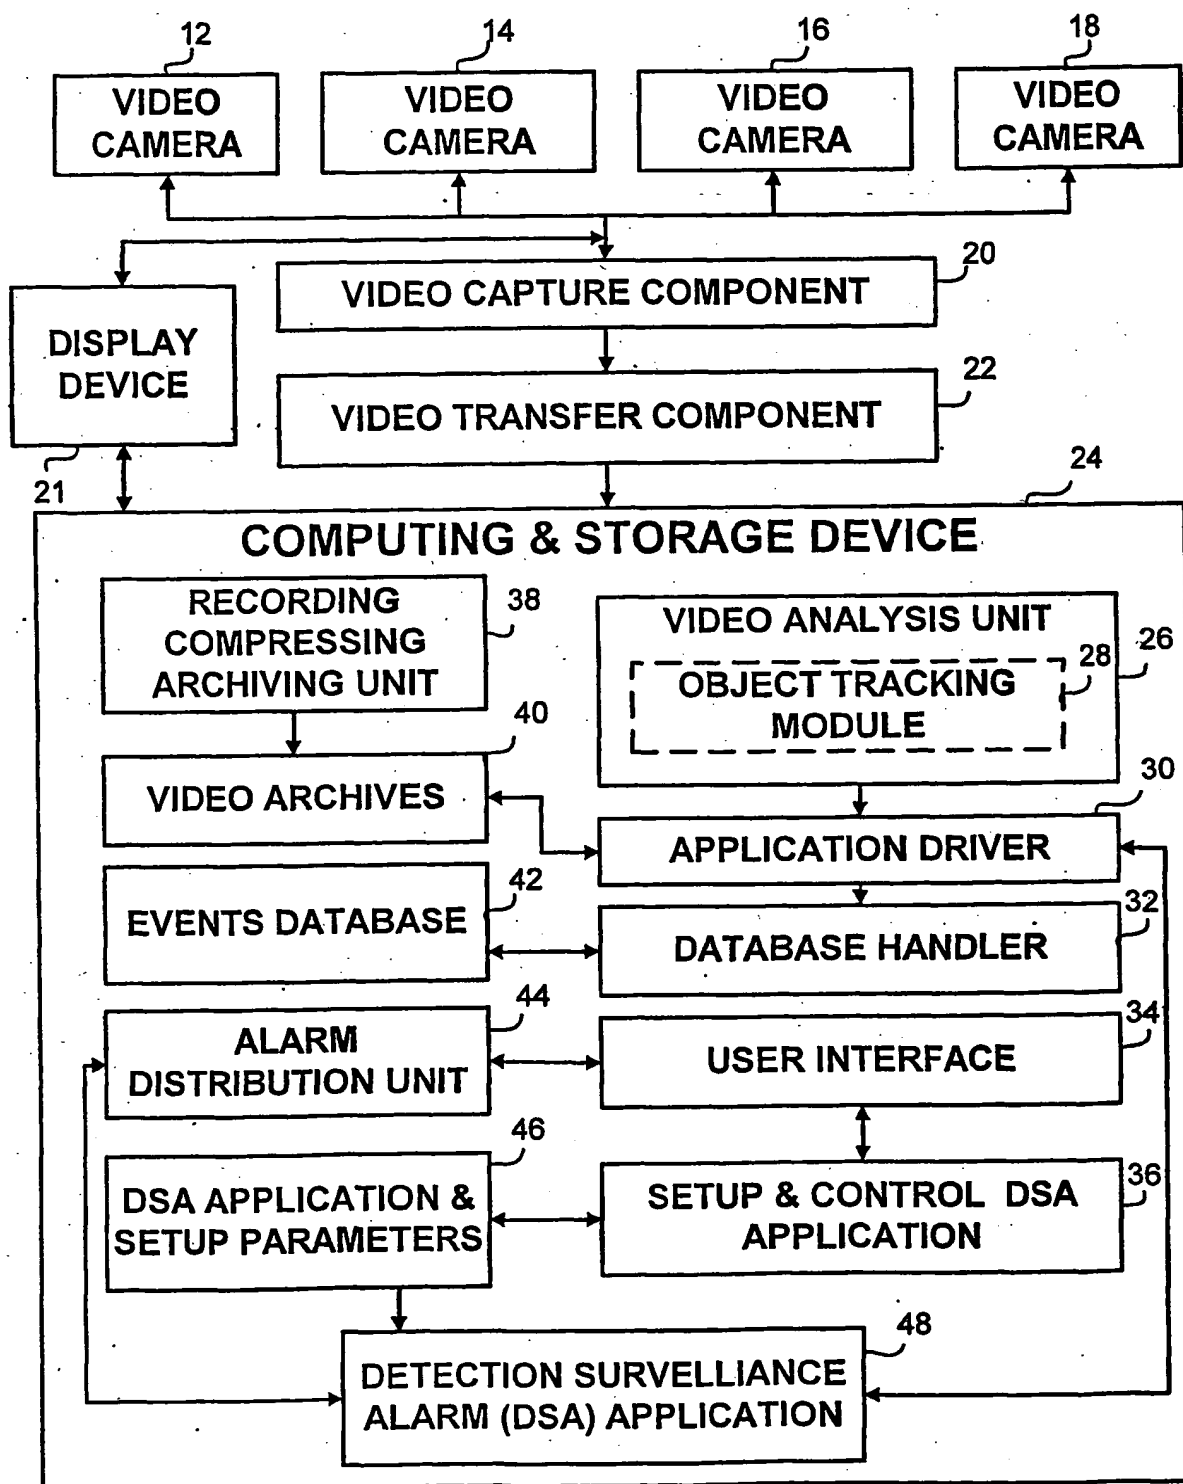 12
14
16
18
VIDEO
CAMERA
VIDEO
CAMERA
VIDEO
CAMERA
VIDEO
CAMERA
20
VIDEO CAPTURE COMPONENT
DISPLAY
DEVICE
21
22
VIDEO TRANSFER COMPONENT
24
COMPUTING & STORAGE DEVICE
RECORDING
COMPRESSING
ARCHIVING UNIT
38
VIDEO ANALYSIS UNIT
26
28
OBJECT TRACKING
MODULE
40
VIDEO ARCHIVES
30
APPLICATION DRIVER
42
EVENTS DATABASE
32
DATABASE HANDLER
44
ALARM
DISTRIBUTION UNIT
34
USER INTERFACE
46
DSA APPLICATION &
SETUP PARAMETERS
36
SETUP & CONTROL DSA
APPLICATION
48
DETECTION SURVELLIANCE
ALARM (DSA) APPLICATION